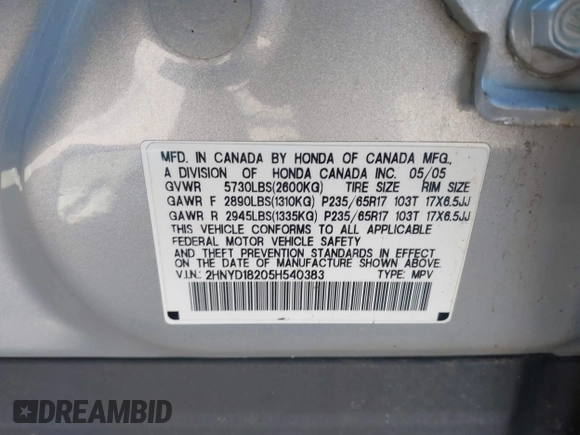 MFD. IN CANADA BY HONDA OF CANADA MFG.,
A DIVISION OF HONDA CANADA INC. 05/05
GVWR 5730LBS(2600KG) TIRE SIZE RIM SIZE
GAWR F 2890LBS(1310KG) P235/65R17 103T 17X6.5JJ
GAWR R 2945LBS(1335KG) P235/65R17 103T 17X6.5JJ
THIS VEHICLE CONFORMS TO ALL APPLICABLE
FEDERAL MOTOR VEHICLE SAFETY
AND THEFT PREVENTION STANDARDS IN EFFECT
ON THE DATE OF MANUFACTURE SHOWN ABOVE.
V.I.N.: 2HNYD18205H540383 TYPE: MPV
DREAMBID